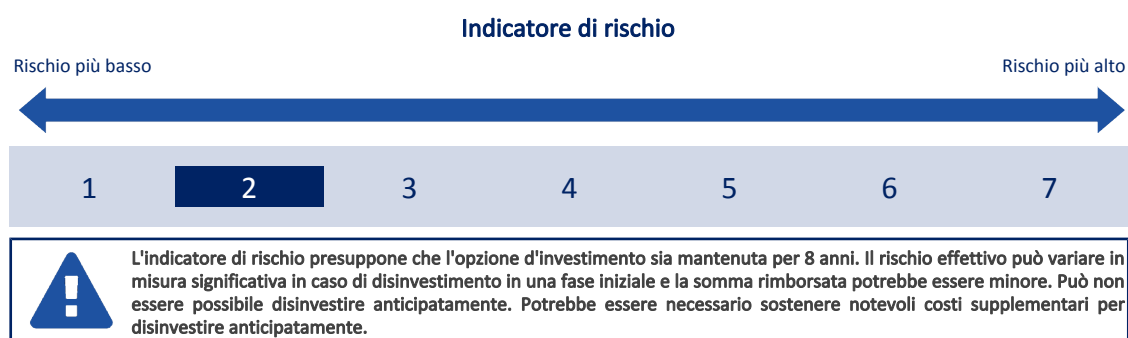 Indicatore di rischio
Rischio più basso
Rischio più alto
1 2 3 4 5 6 7
L'indicatore di rischio presuppone che l'opzione d'investimento sia mantenuta per 8 anni. Il rischio effettivo può variare in
misura significativa in caso di disinvestimento in una fase iniziale e la somma rimborsata potrebbe essere minore. Può non
essere possibile disinvestire anticipatamente. Potrebbe essere necessario sostenere notevoli costi supplementari per
disinvestire anticipatamente.